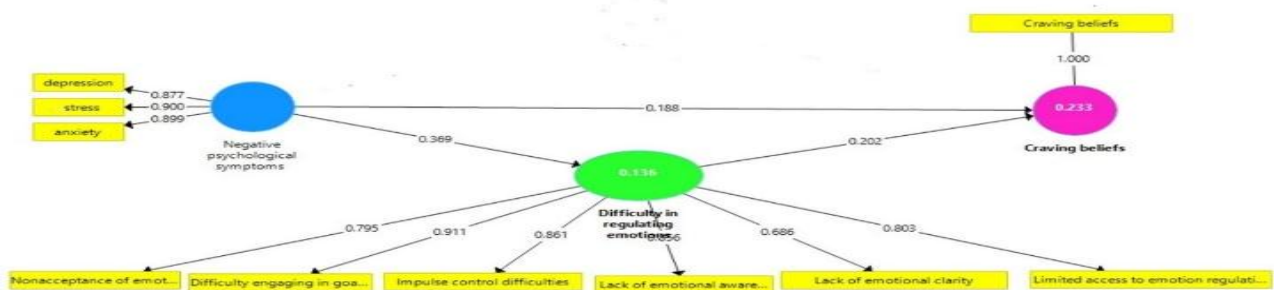 Craving beliefs
1.000
depression
0.877
stress
0.900
anxiety
0.899
0.188
0.233
Negative
psychological
symptoms
0.369
0.202
Craving beliefs
0.136
Difficulty in
regulating
emotions
0.795
0.911
0.861
0.686
0.803
Nonacceptance of emot...
Difficulty engaging in goa...
Impulse control difficulties
Lack of emotional aware...
Lack of emotional clarity
Limited access to emotion regulati...